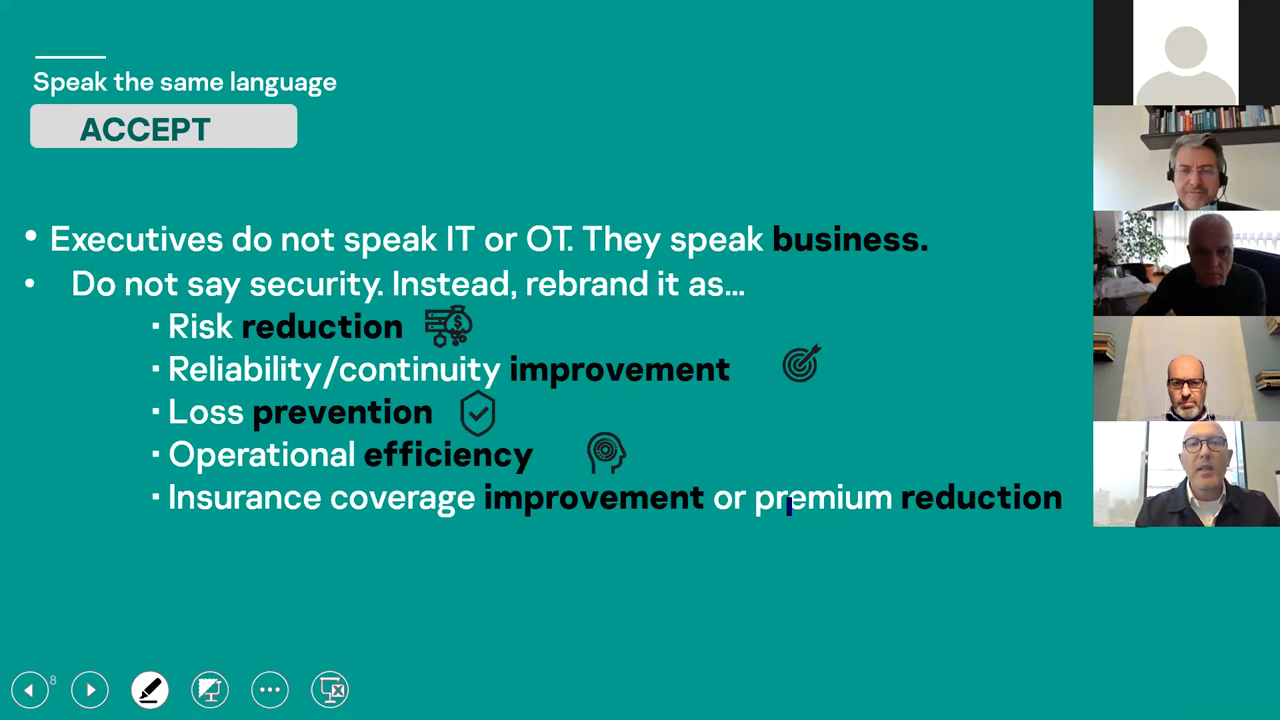 Speak the same language
ACCEPT
• Executives do not speak IT or OT. They speak business.
• Do not say security. Instead, rebrand it as...
▪ Risk reduction
▪ Reliability/continuity improvement
▪ Loss prevention
▪ Operational efficiency
▪ Insurance coverage improvement or premium reduction
8